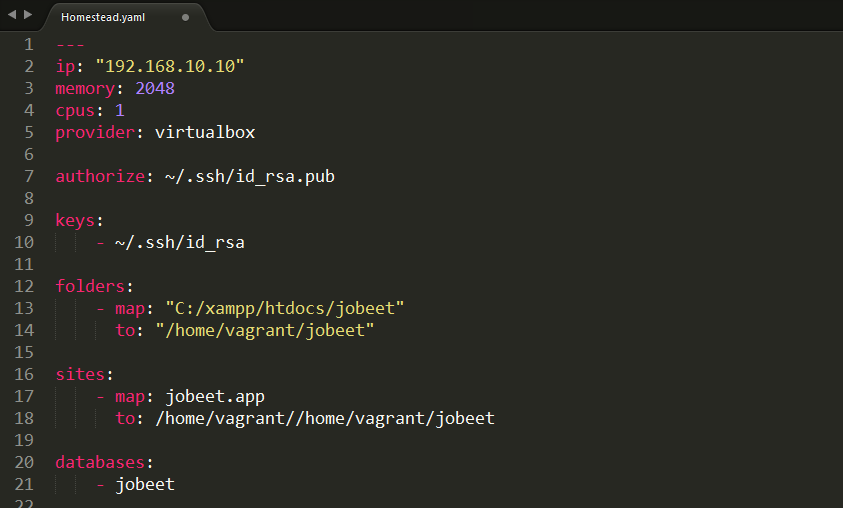 Homestead.yaml
1 ---
2 ip: "192.168.10.10"
3 memory: 2048
4 cpus: 1
5 provider: virtualbox
6
7 authorize: ~/.ssh/id_rsa.pub
8
9 keys:
10 - ~/.ssh/id_rsa
11
12 folders:
13 - map: "C:/xampp/htdocs/jobeet"
14 to: "/home/vagrant/jobeet"
15
16 sites:
17 - map: jobeet.app
18 to: /home/vagrant//home/vagrant/jobeet
19
20 databases:
21 - jobeet
22